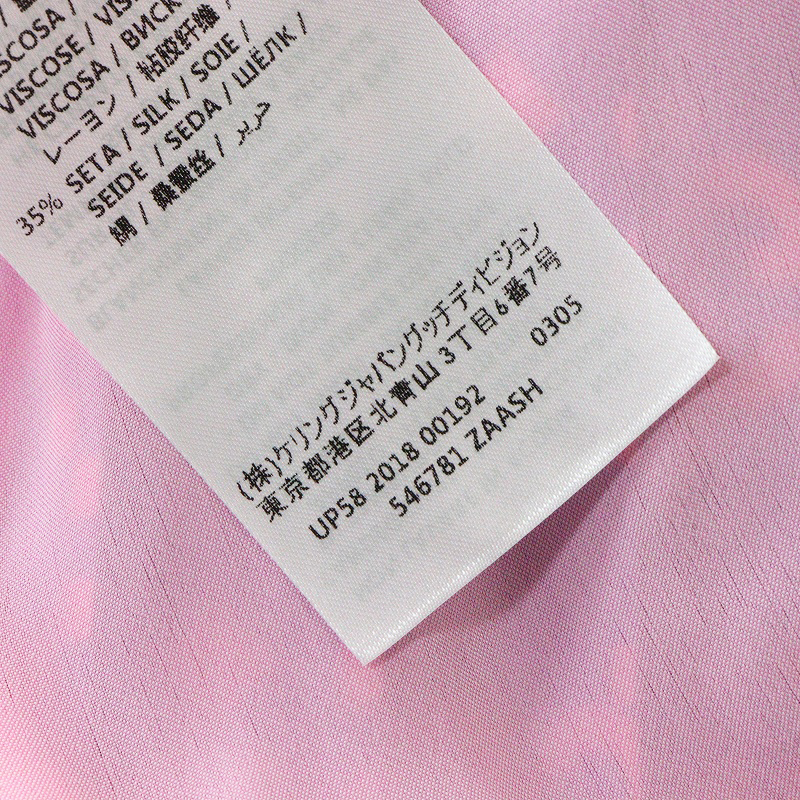 VISCOSA /
VISCOSE /
VISCOSA / ВИСК
/ 粘胶纤维 /
レーヨン /
35% SETA / SILK / SOIE /
SEIDE / SEDA / ШЁЛК /
絹 / 桑蚕丝 / حرير
(株)ケリングジャパングッチディビジョン
東京都港区北青山 3丁目6番7号
UP58 2018 00192 0305
546781 ZAASH